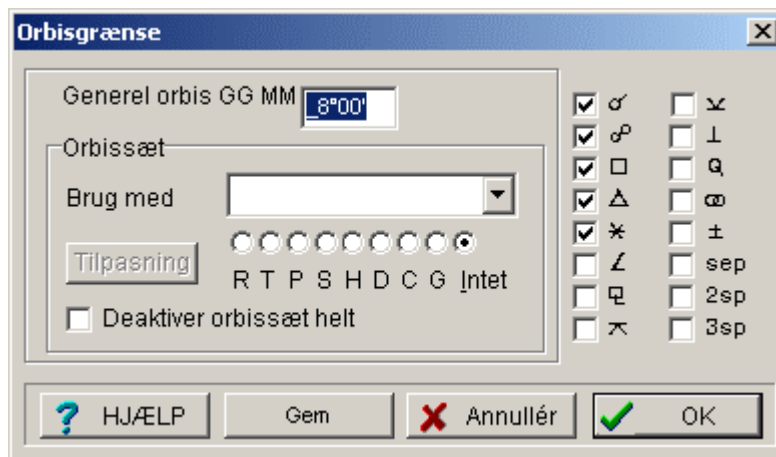 Orbisgrænse
Generel orbis GG MM _8°00'
Orbissæt
Brug med
Tilpasning
R T P S H D C G Intet
Deaktiver orbissæt helt
☌ ⚺
☍ ⊥
□ Q
△ ⚭
⚹ ±
∠ sep
⚼ 2sp
⚻ 3sp
HJÆLP Gem Annullér OK